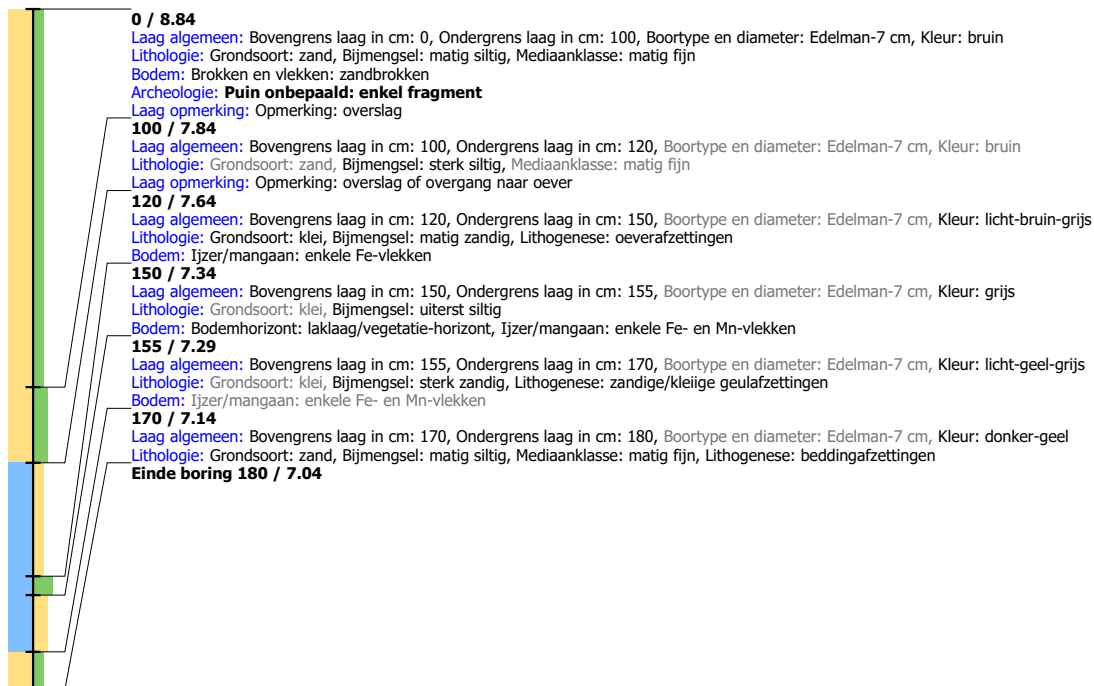 0 / 8.84
Laag algemeen: Bovengrens laag in cm: 0, Ondergrens laag in cm: 100, Boortype en diameter: Edelman-7 cm, Kleur: bruin
Lithologie: Grondsoort: zand, Bijmengsel: matig siltig, Mediaanklasse: matig fijn
Bodem: Brokken en vlekken: zandbrokken
Archeologie: Puin onbepaald: enkel fragment
Laag opmerking: Opmerking: overslag
100 / 7.84
Laag algemeen: Bovengrens laag in cm: 100, Ondergrens laag in cm: 120, Boortype en diameter: Edelman-7 cm, Kleur: bruin
Lithologie: Grondsoort: zand, Bijmengsel: sterk siltig, Mediaanklasse: matig fijn
Laag opmerking: Opmerking: overslag of overgang naar oever
120 / 7.64
Laag algemeen: Bovengrens laag in cm: 120, Ondergrens laag in cm: 150, Boortype en diameter: Edelman-7 cm, Kleur: licht-bruin-grijs
Lithologie: Grondsoort: klei, Bijmengsel: matig zandig, Lithogenese: oeverafzettingen
Bodem: Ijzer/mangaan: enkele Fe-vlekken
150 / 7.34
Laag algemeen: Bovengrens laag in cm: 150, Ondergrens laag in cm: 155, Boortype en diameter: Edelman-7 cm, Kleur: grijs
Lithologie: Grondsoort: klei, Bijmengsel: uiterst siltig
Bodem: Bodemhorizont: laklaag/vegetatie-horizont, Ijzer/mangaan: enkele Fe- en Mn-vlekken
155 / 7.29
Laag algemeen: Bovengrens laag in cm: 155, Ondergrens laag in cm: 170, Boortype en diameter: Edelman-7 cm, Kleur: licht-geel-grijs
Lithologie: Grondsoort: klei, Bijmengsel: sterk zandig, Lithogenese: zandige/kleiige geulafzettingen
Bodem: Ijzer/mangaan: enkele Fe- en Mn-vlekken
170 / 7.14
Laag algemeen: Bovengrens laag in cm: 170, Ondergrens laag in cm: 180, Boortype en diameter: Edelman-7 cm, Kleur: donker-geel
Lithologie: Grondsoort: zand, Bijmengsel: matig siltig, Mediaanklasse: matig fijn, Lithogenese: beddingafzettingen
Einde boring 180 / 7.04